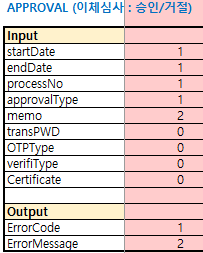 APPROVAL (이체심사 : 승인/거절)
Input
startDate 1
endDate 1
processNo 1
approvalType 1
memo 2
transPWD 0
OTPType 0
verifiType 0
Certificate 0
Output
ErrorCode 1
ErrorMessage 2